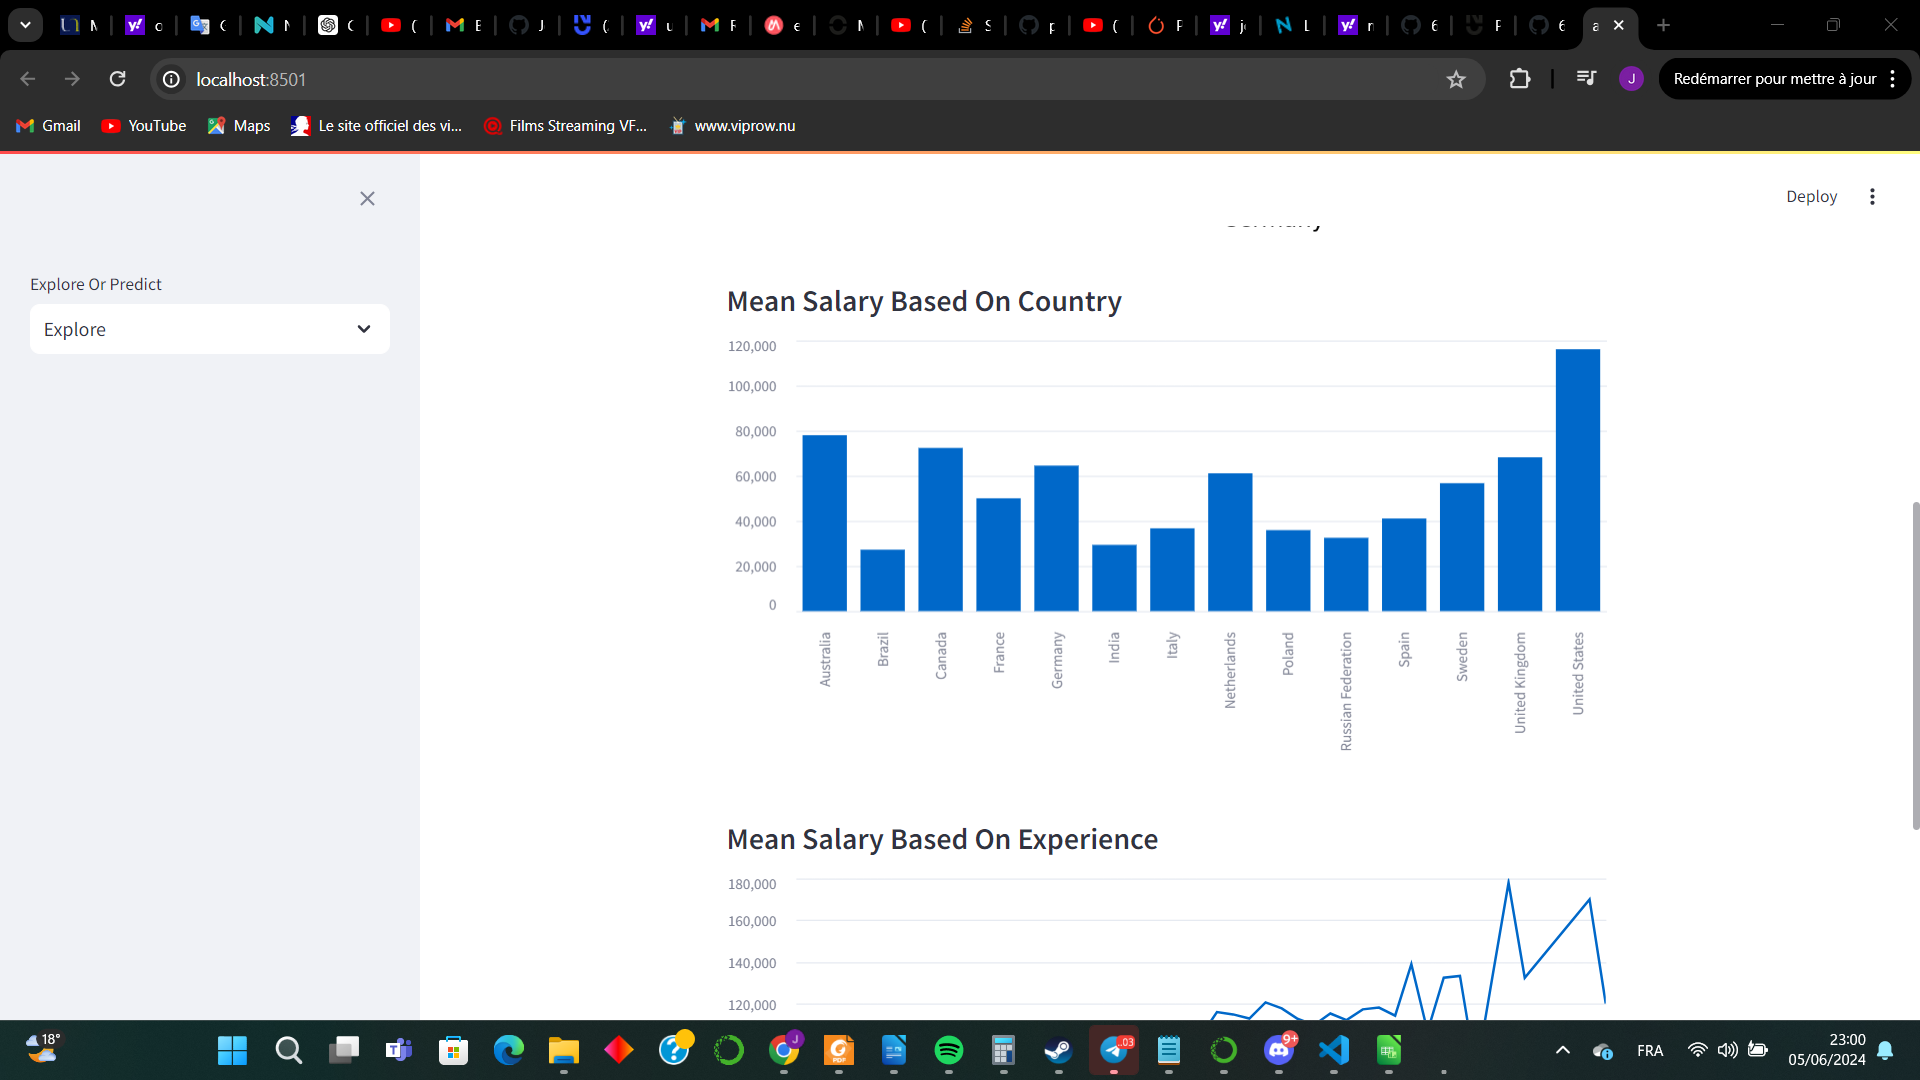 localhost:8501
Redémarrer pour mettre à jour
J
Gmail
YouTube
Maps
Le site officiel des vi...
Films Streaming VF...
www.viprow.nu
Deploy
Explore Or Predict
Explore
Mean Salary Based On Country
120,000
100,000
80,000
60,000
40,000
20,000
0
Australia
Brazil
Canada
France
Germany
India
Italy
Netherlands
Poland
Russian Federation
Spain
Sweden
United Kingdom
United States
Mean Salary Based On Experience
180,000
160,000
140,000
120,000
18°
FRA
23:00
05/06/2024